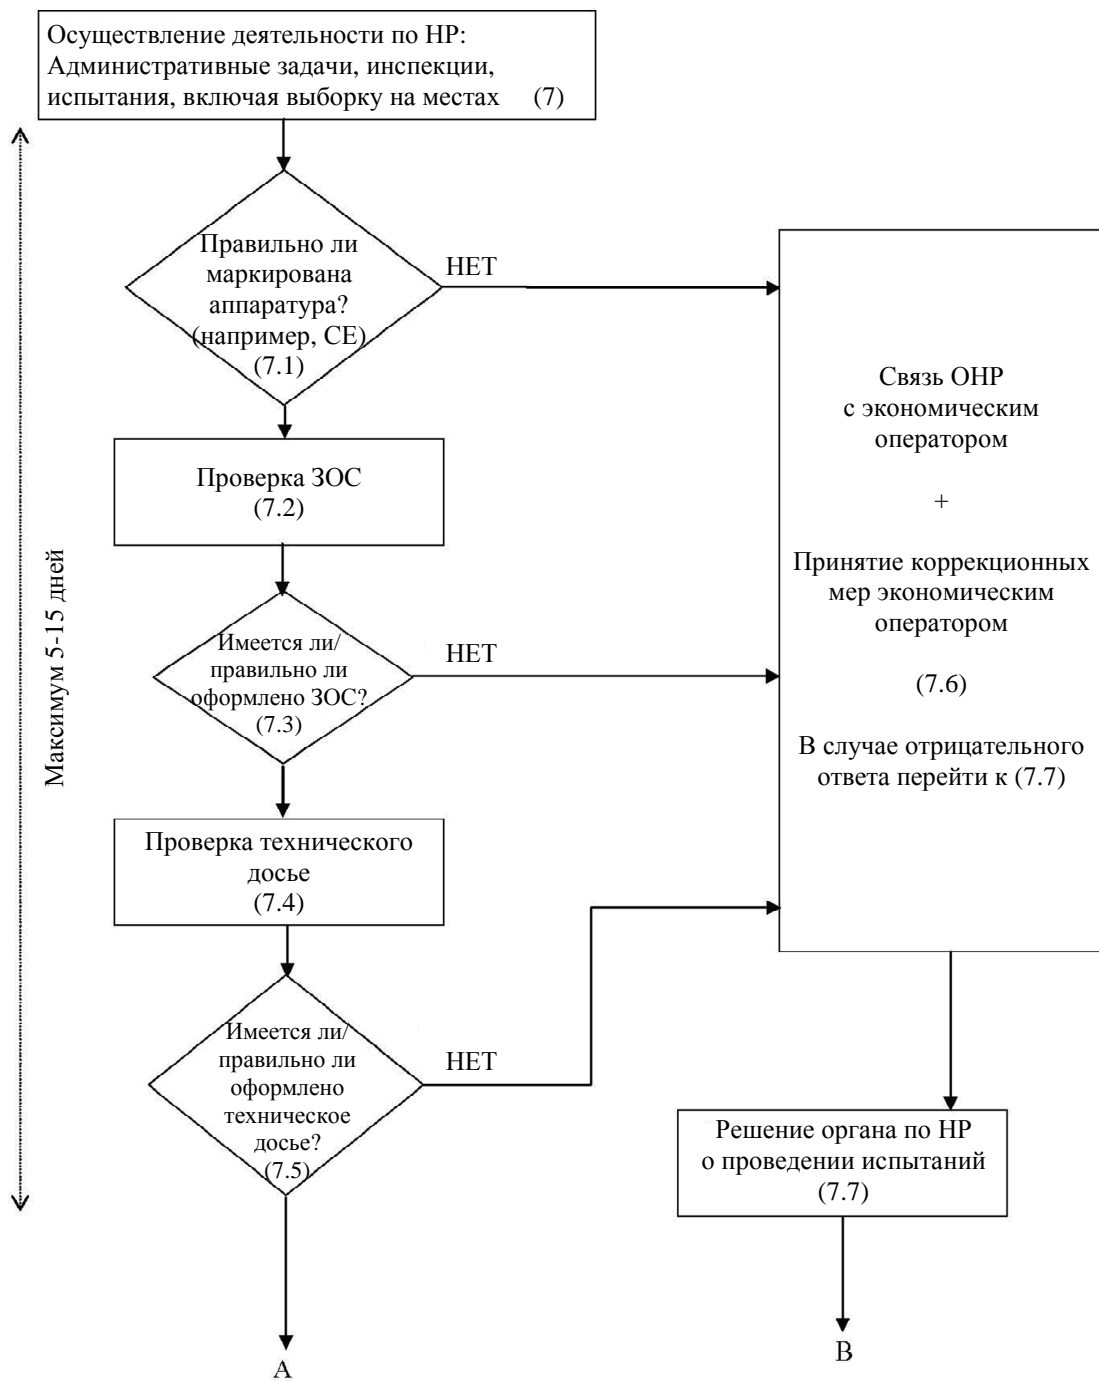 Осуществление деятельности по НР:
Административные задачи, инспекции,
испытания, включая выборку на местах (7)
Правильно ли
маркирована
аппаратура?
(например, CE)
(7.1)
НЕТ
Проверка ЗОС
(7.2)
Имеется ли/
правильно ли
оформлено ЗОС?
(7.3)
НЕТ
Проверка технического
досье
(7.4)
Имеется ли/
правильно ли
оформлено
техническое
досье?
(7.5)
НЕТ
Максимум 5-15 дней
Связь ОНР
с экономическим
оператором
+
Принятие коррекционных
мер экономическим
оператором
(7.6)
В случае отрицательного
ответа перейти к (7.7)
Решение органа по НР
о проведении испытаний
(7.7)
A
B